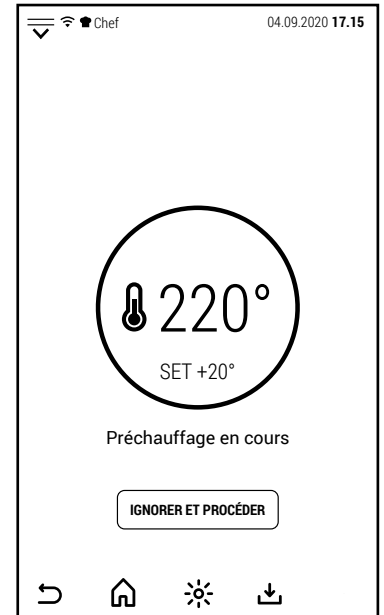 Chef 04.09.2020 17.15
220°
SET +20°
Préchauffage en cours
IGNORER ET PROCÉDER